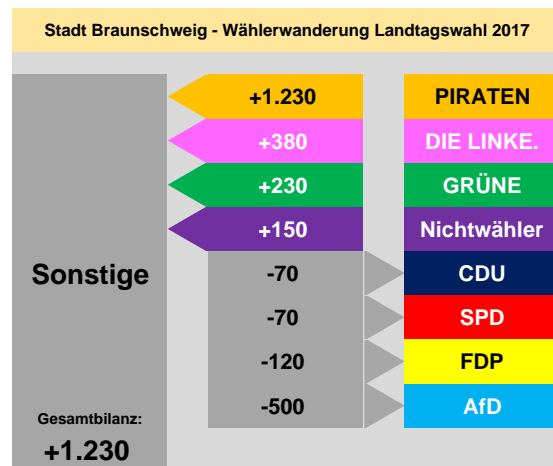 Stadt Braunschweig - Wählerwanderung Landtagswahl 2017
+1.230 PIRATEN
+380 DIE LINKE.
+230 GRÜNE
+150 Nichtwähler
Sonstige -70 CDU
-70 SPD
-120 FDP
-500 AfD
Gesamtbilanz:
+1.230